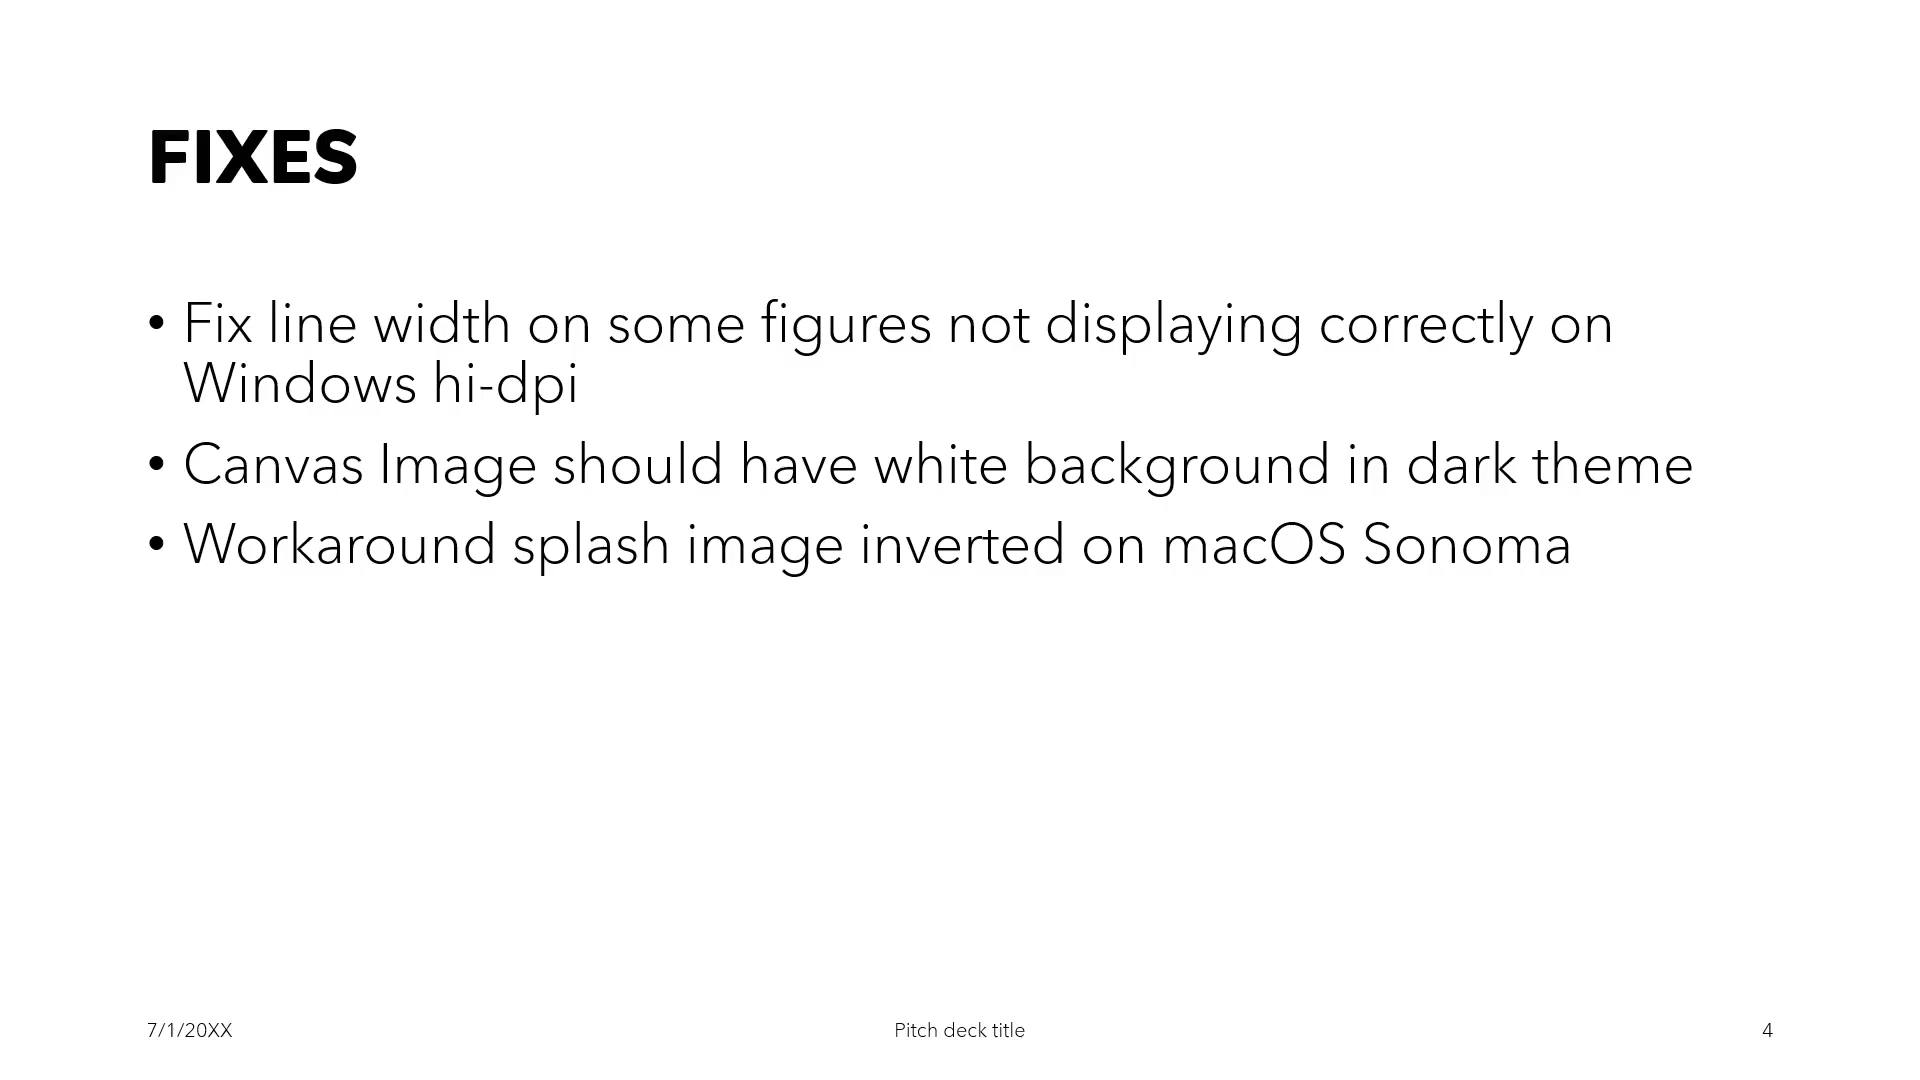 FIXES
• Fix line width on some figures not displaying correctly on
Windows hi-dpi
• Canvas Image should have white background in dark theme
• Workaround splash image inverted on macOS Sonoma
7/1/20XX
Pitch deck title
4